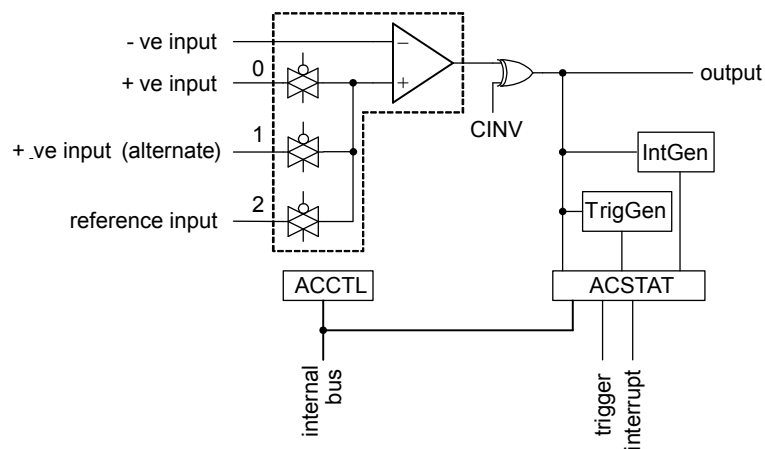 - ve input
−
0
+ ve input
+
output
CINV
1
+ ve input (alternate)
IntGen
2
reference input
TrigGen
ACCTL
ACSTAT
internal
bus
trigger
interrupt